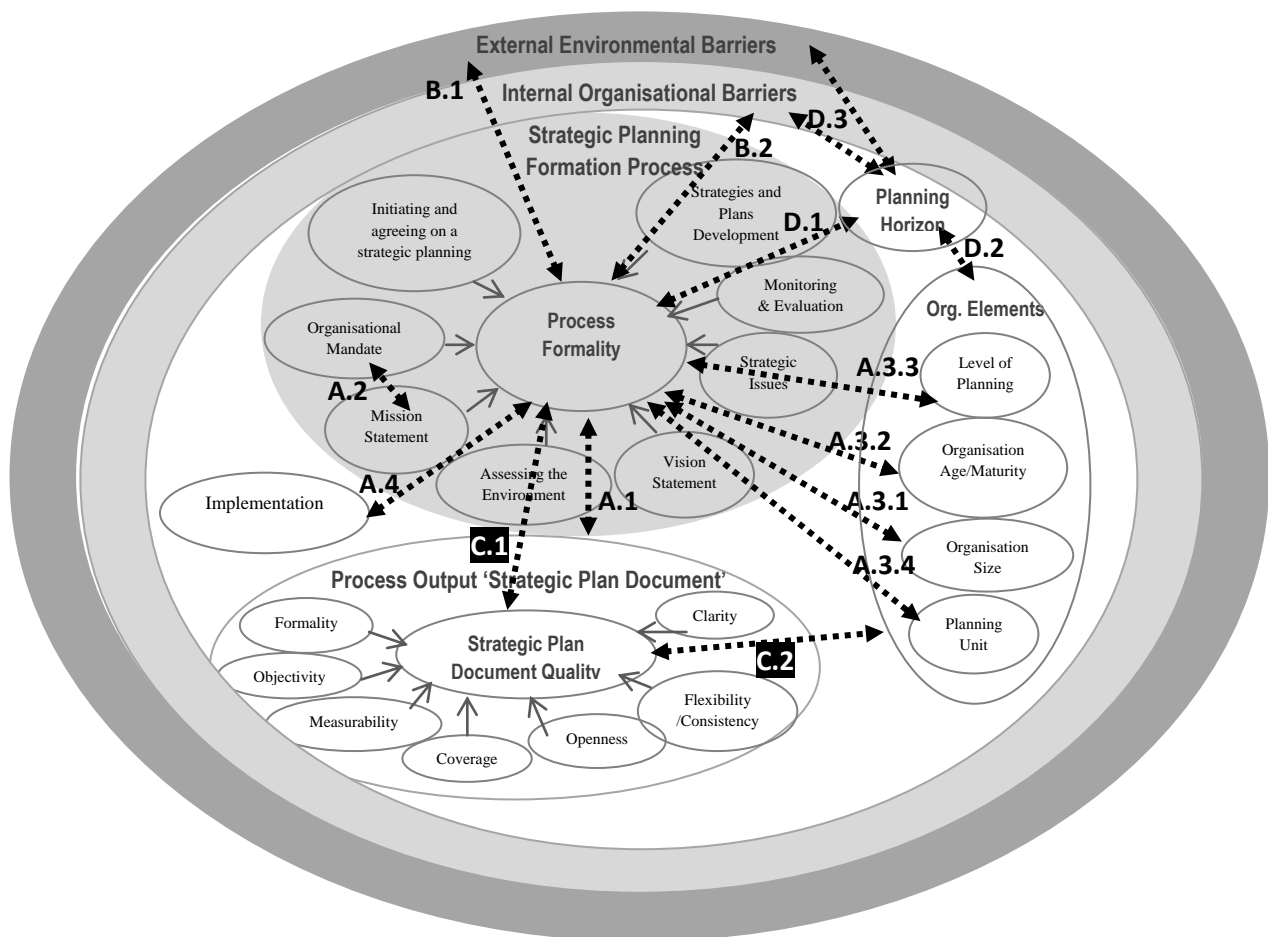 External Environmental Barriers
B.1
Internal Organisational Barriers
D.3
Strategic Planning
Formation Process
B.2
Initiating and
agreeing on a
strategic planning
Strategies and
Plans
Development
D.1
Planning
Horizon
D.2
Monitoring
& Evaluation
Org. Elements
Process
Formality
Organisational
Mandate
Strategic
Issues
A.3.3
Level of
Planning
A.2
Mission
Statement
A.3.2
Organisation
Age/Maturity
Vision
Statement
Assessing the
Environment
A.4
Implementation
A.1
A.3.1
C.1
Organisation
Size
A.3.4
Process Output ‘Strategic Plan Document’
Formality
Clarity
Planning
Unit
Strategic Plan
Document Quality
C.2
Objectivity
Measurability
Flexibility
/Consistency
Openness
Coverage